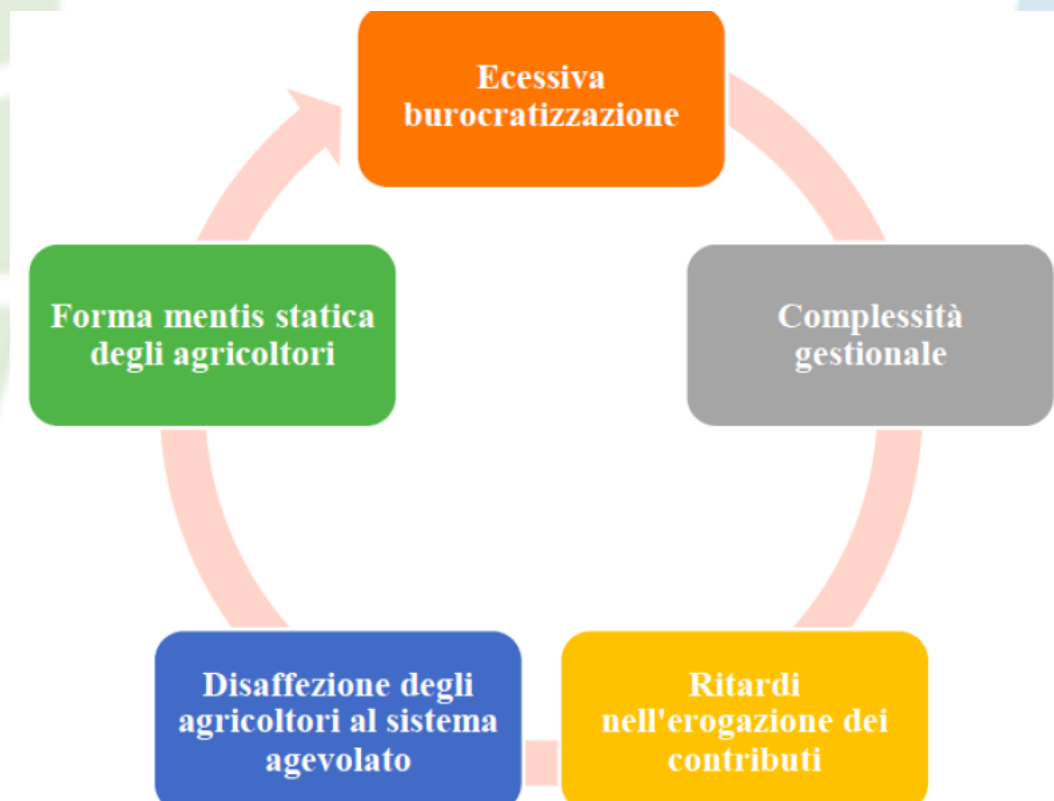 Ecessiva
burocratizzazione
Complessità
gestionale
Ritardi
nell'erogazione dei
contributi
Disaffezione degli
agricoltori al sistema
agevolato
Forma mentis statica
degli agricoltori